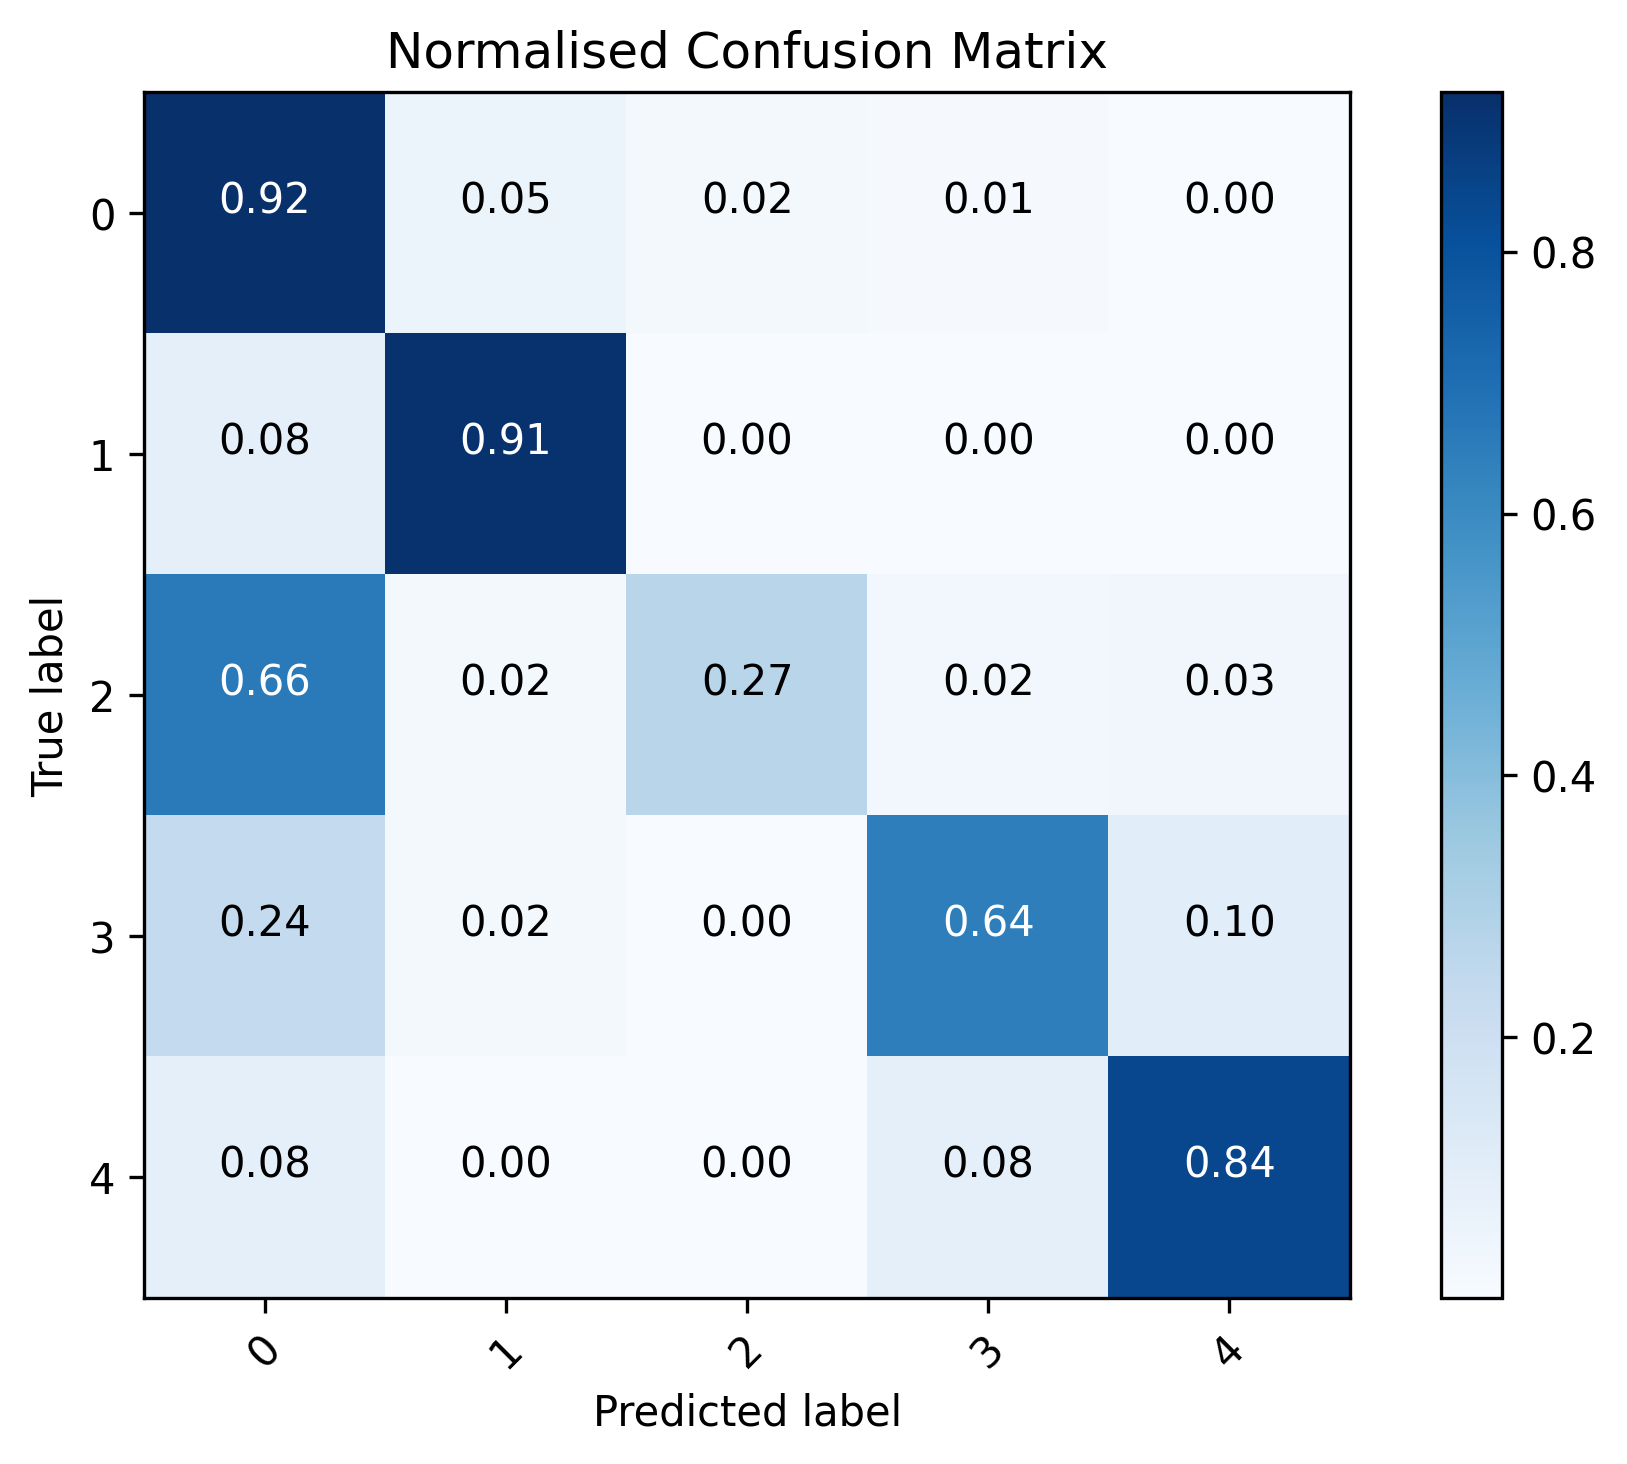 Normalised Confusion Matrix
0 0.92 0.05 0.02 0.01 0.00
1 0.08 0.91 0.00 0.00 0.00
2 0.66 0.02 0.27 0.02 0.03
3 0.24 0.02 0.00 0.64 0.10
4 0.08 0.00 0.00 0.08 0.84
0 1 2 3 4
Predicted label
True label
0.8
0.6
0.4
0.2